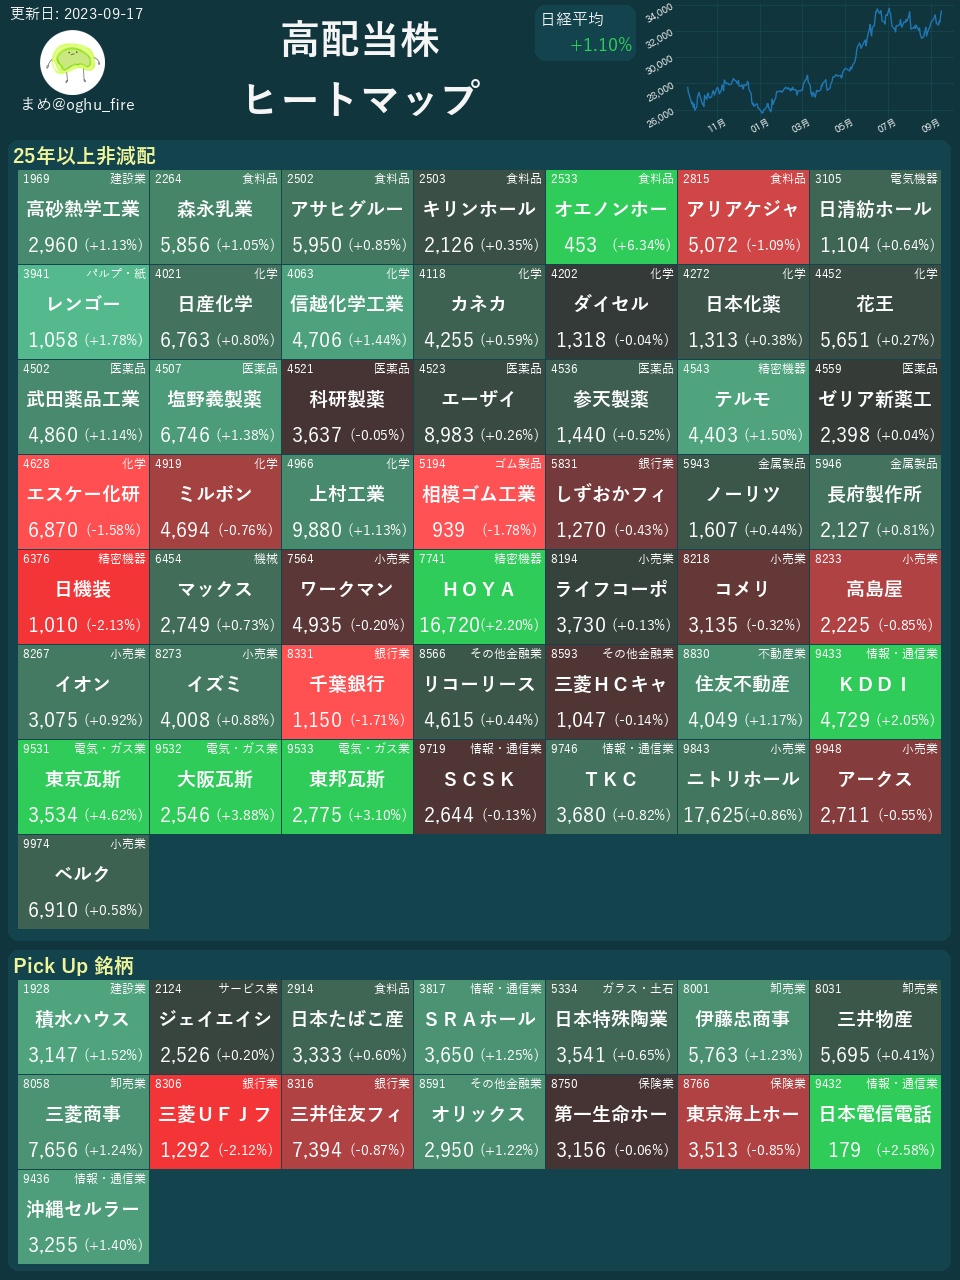 更新日: 2023-09-17
まめ@oghu_fire
高配当株
ヒートマップ
日経平均
+1.10%
34,000
32,000
30,000
28,000
26,000
11月 01月 03月 05月 07月 09月
25年以上非減配
1969 建設業 2264 食料品 2502 食料品 2503 食料品 2533 食料品 2815 食料品 3105 電気機器
高砂熱学工業 森永乳業 アサヒグルー キリンホール オエノンホー アリアケジャ 日清紡ホール
2,960 (+1.13%) 5,856 (+1.05%) 5,950 (+0.85%) 2,126 (+0.35%) 453 (+6.34%) 5,072 (-1.09%) 1,104 (+0.64%)
3941 パルプ・紙 4021 化学 4063 化学 4118 化学 4202 化学 4272 化学 4452 化学
レンゴー 日産化学 信越化学工業 カネカ ダイセル 日本化薬 花王
1,058 (+1.78%) 6,763 (+0.80%) 4,706 (+1.44%) 4,255 (+0.59%) 1,318 (-0.04%) 1,313 (+0.38%) 5,651 (+0.27%)
4502 医薬品 4507 医薬品 4521 医薬品 4523 医薬品 4536 医薬品 4543 精密機器 4559 医薬品
武田薬品工業 塩野義製薬 科研製薬 エーザイ 参天製薬 テルモ ゼリア新薬工
4,860 (+1.14%) 6,746 (+1.38%) 3,637 (-0.05%) 8,983 (+0.26%) 1,440 (+0.52%) 4,403 (+1.50%) 2,398 (+0.04%)
4628 化学 4919 化学 4966 化学 5194 ゴム製品 5831 銀行業 5943 金属製品 5946 金属製品
エスケー化研 ミルボン 上村工業 相模ゴム工業 しずおかフィ ノーリツ 長府製作所
6,870 (-1.58%) 4,694 (-0.76%) 9,880 (+1.13%) 939 (-1.78%) 1,270 (-0.43%) 1,607 (+0.44%) 2,127 (+0.81%)
6376 精密機器 6454 機械 7564 小売業 7741 精密機器 8194 小売業 8218 小売業 8233 小売業
日機装 マックス ワークマン ＨＯＹＡ ライフコーポ コメリ 高島屋
1,010 (-2.13%) 2,749 (+0.73%) 4,935 (-0.20%) 16,720(+2.20%) 3,730 (+0.13%) 3,135 (-0.32%) 2,225 (-0.85%)
8267 小売業 8273 小売業 8331 銀行業 8566 その他金融業 8593 その他金融業 8830 不動産業 9433 情報・通信業
イオン イズミ 千葉銀行 リコーリース 三菱ＨＣキャ 住友不動産 ＫＤＤＩ
3,075 (+0.92%) 4,008 (+0.88%) 1,150 (-1.71%) 4,615 (+0.44%) 1,047 (-0.14%) 4,049 (+1.17%) 4,729 (+2.05%)
9531 電気・ガス業 9532 電気・ガス業 9533 電気・ガス業 9719 情報・通信業 9746 情報・通信業 9843 小売業 9948 小売業
東京瓦斯 大阪瓦斯 東邦瓦斯 ＳＣＳＫ ＴＫＣ ニトリホール アークス
3,534 (+4.62%) 2,546 (+3.88%) 2,775 (+3.10%) 2,644 (-0.13%) 3,680 (+0.82%) 17,625(+0.86%) 2,711 (-0.55%)
9974 小売業
ベルク
6,910 (+0.58%)
Pick Up 銘柄
1928 建設業 2124 サービス業 2914 食料品 3817 情報・通信業 5334 ガラス・土石 8001 卸売業 8031 卸売業
積水ハウス ジェイエイシ 日本たばこ産 ＳＲＡホール 日本特殊陶業 伊藤忠商事 三井物産
3,147 (+1.52%) 2,526 (+0.20%) 3,333 (+0.60%) 3,650 (+1.25%) 3,541 (+0.65%) 5,763 (+1.23%) 5,695 (+0.41%)
8058 卸売業 8306 銀行業 8316 銀行業 8591 その他金融業 8750 保険業 8766 保険業 9432 情報・通信業
三菱商事 三菱ＵＦＪフ 三井住友フィ オリックス 第一生命ホー 東京海上ホー 日本電信電話
7,656 (+1.24%) 1,292 (-2.12%) 7,394 (-0.87%) 2,950 (+1.22%) 3,156 (-0.06%) 3,513 (-0.85%) 179 (+2.58%)
9436 情報・通信業
沖縄セルラー
3,255 (+1.40%)